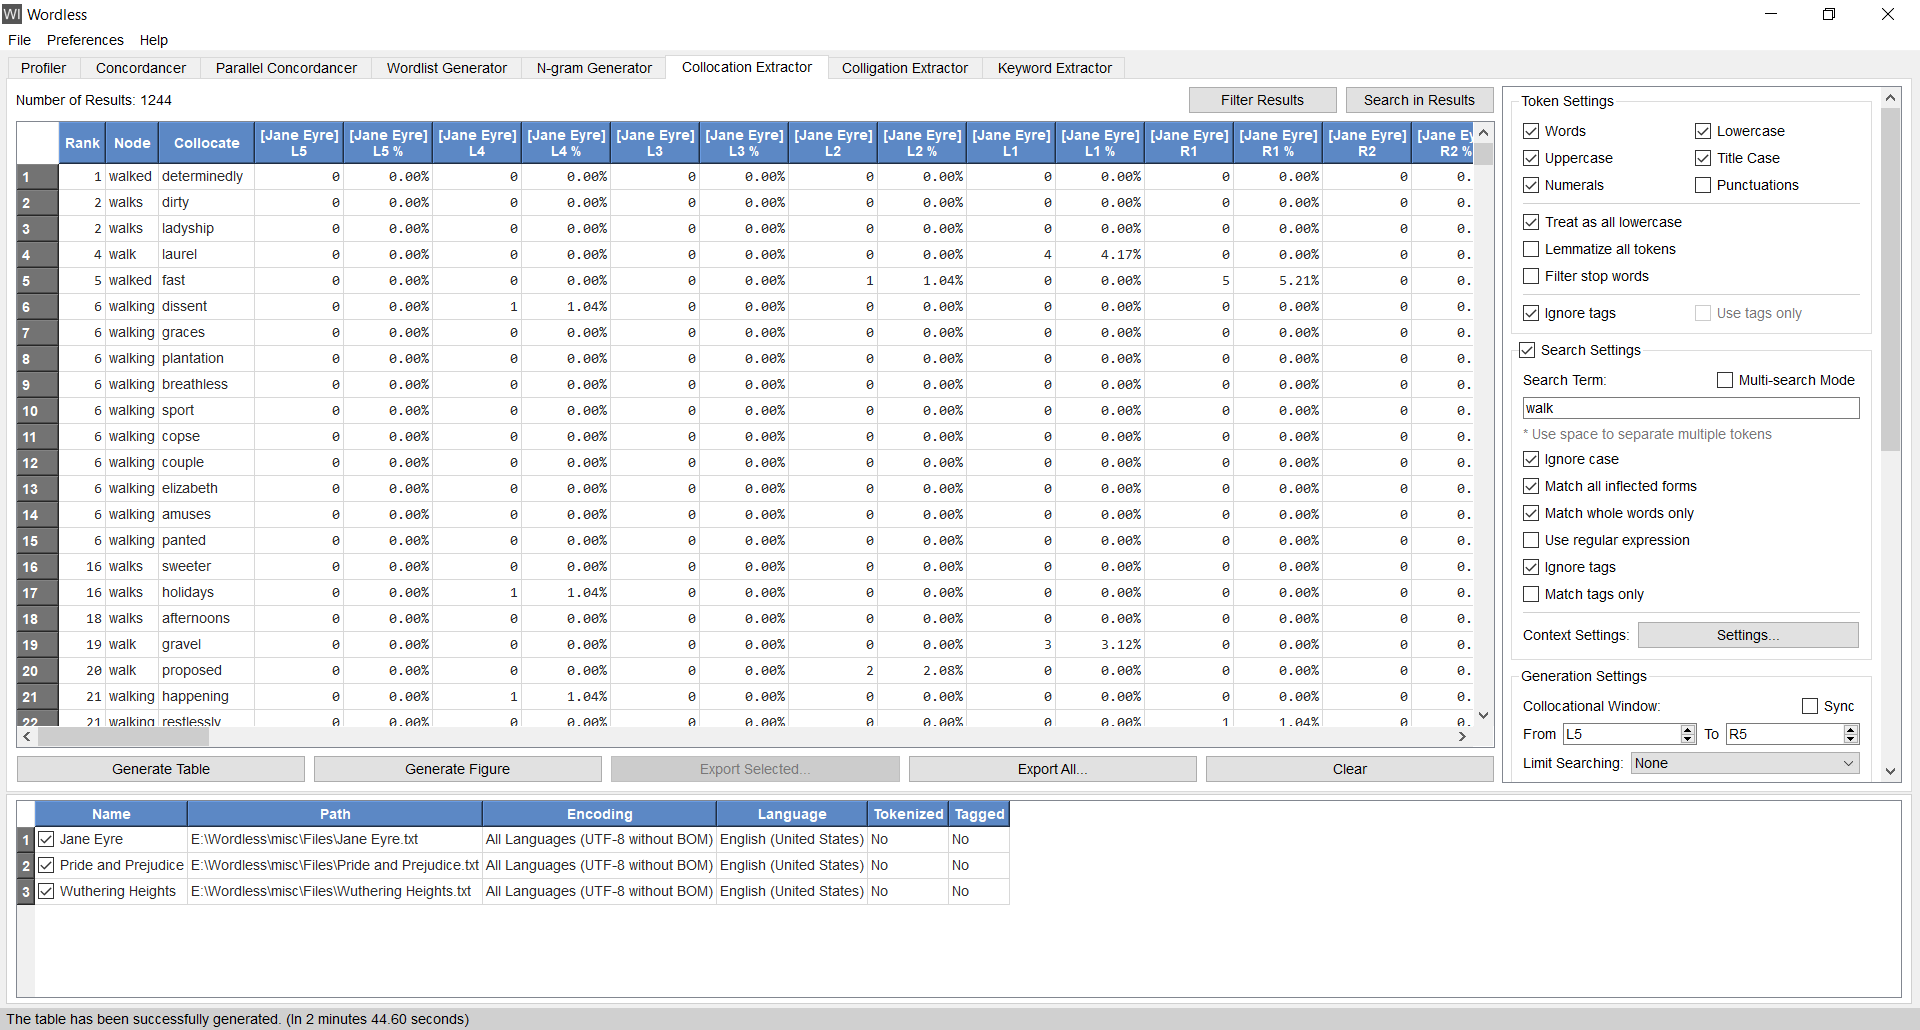 Wl Wordless
File Preferences Help
Profiler Concordancer Parallel Concordancer Wordlist Generator N-gram Generator Collocation Extractor Colligation Extractor Keyword Extractor
Number of Results: 1244 Filter Results Search in Results
Rank Node Collocate [Jane Eyre] L5 [Jane Eyre] L5 % [Jane Eyre] L4 [Jane Eyre] L4 % [Jane Eyre] L3 [Jane Eyre] L3 % [Jane Eyre] L2 [Jane Eyre] L2 % [Jane Eyre] L1 [Jane Eyre] L1 % [Jane Eyre] R1 [Jane Eyre] R1 % [Jane Eyre] R2 [Jane Ey R2 %
1 1 walked determinedly 0 0.00% 0 0.00% 0 0.00% 0 0.00% 0 0.00% 0 0.00% 0 0.
2 2 walks dirty 0 0.00% 0 0.00% 0 0.00% 0 0.00% 0 0.00% 0 0.00% 0 0.
3 2 walks ladyship 0 0.00% 0 0.00% 0 0.00% 0 0.00% 0 0.00% 0 0.00% 0 0.
4 4 walk laurel 0 0.00% 0 0.00% 0 0.00% 0 0.00% 4 4.17% 0 0.00% 0 0.
5 5 walked fast 0 0.00% 0 0.00% 0 0.00% 1 1.04% 0 0.00% 5 5.21% 0 0.
6 6 walking dissent 0 0.00% 1 1.04% 0 0.00% 0 0.00% 0 0.00% 0 0.00% 0 0.
7 6 walking graces 0 0.00% 0 0.00% 0 0.00% 0 0.00% 0 0.00% 0 0.00% 0 0.
8 6 walking plantation 0 0.00% 0 0.00% 0 0.00% 0 0.00% 0 0.00% 0 0.00% 0 0.
9 6 walking breathless 0 0.00% 0 0.00% 0 0.00% 0 0.00% 0 0.00% 0 0.00% 0 0.
10 6 walking sport 0 0.00% 0 0.00% 0 0.00% 0 0.00% 0 0.00% 0 0.00% 0 0.
11 6 walking copse 0 0.00% 0 0.00% 0 0.00% 0 0.00% 0 0.00% 0 0.00% 0 0.
12 6 walking couple 0 0.00% 0 0.00% 0 0.00% 0 0.00% 0 0.00% 0 0.00% 0 0.
13 6 walking elizabeth 0 0.00% 0 0.00% 0 0.00% 0 0.00% 0 0.00% 0 0.00% 0 0.
14 6 walking amuses 0 0.00% 0 0.00% 0 0.00% 0 0.00% 0 0.00% 0 0.00% 0 0.
15 6 walking panted 0 0.00% 0 0.00% 0 0.00% 0 0.00% 0 0.00% 0 0.00% 0 0.
16 16 walks sweeter 0 0.00% 0 0.00% 0 0.00% 0 0.00% 0 0.00% 0 0.00% 0 0.
17 16 walks holidays 0 0.00% 1 1.04% 0 0.00% 0 0.00% 0 0.00% 0 0.00% 0 0.
18 18 walks afternoons 0 0.00% 0 0.00% 0 0.00% 0 0.00% 0 0.00% 0 0.00% 0 0.
19 19 walk gravel 0 0.00% 0 0.00% 0 0.00% 0 0.00% 3 3.12% 0 0.00% 0 0.
20 20 walk proposed 0 0.00% 0 0.00% 0 0.00% 2 2.08% 0 0.00% 0 0.00% 0 0.
21 21 walking happening 0 0.00% 1 1.04% 0 0.00% 0 0.00% 0 0.00% 0 0.00% 0 0.
22 21 walking restlessly 0 0.00% 0 0.00% 0 0.00% 0 0.00% 0 0.00% 1 1.04% 0 0.
Generate Table Generate Figure Export Selected... Export All... Clear
Token Settings
Words Lowercase
Uppercase Title Case
Numerals Punctuations
Treat as all lowercase
Lemmatize all tokens
Filter stop words
Ignore tags Use tags only
Search Settings
Search Term: Multi-search Mode
walk
* Use space to separate multiple tokens
Ignore case
Match all inflected forms
Match whole words only
Use regular expression
Ignore tags
Match tags only
Context Settings: Settings...
Generation Settings
Collocational Window: Sync
From L5 To R5
Limit Searching: None
Name Path Encoding Language Tokenized Tagged
1 Jane Eyre E:\Wordless\misc\Files\Jane Eyre.txt All Languages (UTF-8 without BOM) English (United States) No No
2 Pride and Prejudice E:\Wordless\misc\Files\Pride and Prejudice.txt All Languages (UTF-8 without BOM) English (United States) No No
3 Wuthering Heights E:\Wordless\misc\Files\Wuthering Heights.txt All Languages (UTF-8 without BOM) English (United States) No No
The table has been successfully generated. (In 2 minutes 44.60 seconds)